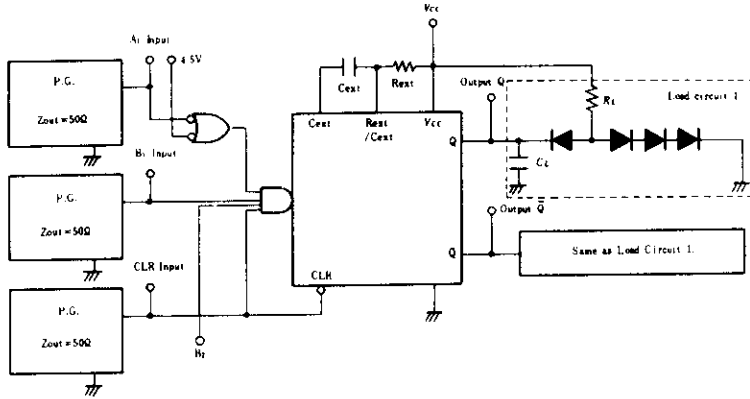 Vcc
A₁ Input
4.5V
P.G.
Zout=50Ω
Cext
Rext
Output Q
RL
Load circuit 1
Cext
Rext
/Cext
Vcc
Q
CL
B₁ Input
P.G.
Zout=50Ω
Output Q̄
Q
Same as Load Circuit 1.
CLR Input
CLR
P.G.
Zout=50Ω
B₂